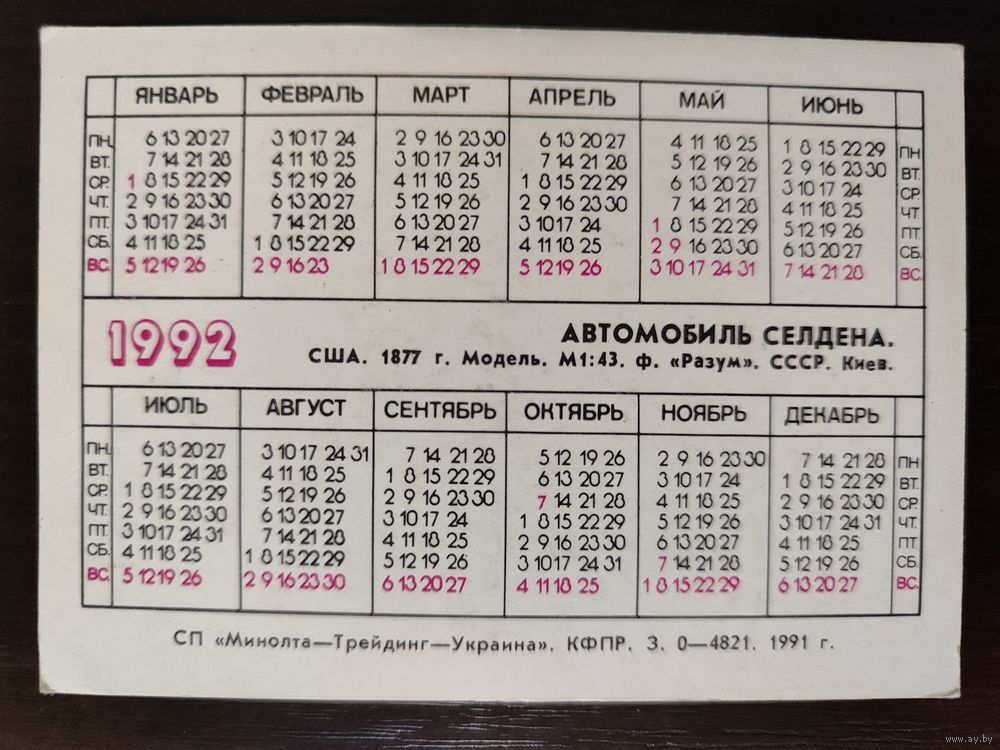 ЯНВАРЬ ФЕВРАЛЬ МАРТ АПРЕЛЬ МАЙ ИЮНЬ
ПН. 6 13 20 27 3 10 17 24 2 9 16 23 30 6 13 20 27 4 11 18 25 1 8 15 22 29 ПН.
ВТ. 7 14 21 28 4 11 18 25 3 10 17 24 31 7 14 21 28 5 12 19 26 2 9 16 23 30 ВТ.
СР. 1 8 15 22 29 5 12 19 26 4 11 18 25 1 8 15 22 29 6 13 20 27 3 10 17 24 СР.
ЧТ. 2 9 16 23 30 6 13 20 27 5 12 19 26 2 9 16 23 30 7 14 21 28 4 11 18 25 ЧТ.
ПТ. 3 10 17 24 31 7 14 21 28 6 13 20 27 3 10 17 24 1 8 15 22 29 5 12 19 26 ПТ.
СБ. 4 11 18 25 1 8 15 22 29 7 14 21 28 4 11 18 25 2 9 16 23 30 6 13 20 27 СБ.
ВС. 5 12 19 26 2 9 16 23 1 8 15 22 29 5 12 19 26 3 10 17 24 31 7 14 21 28 ВС.
1992 АВТОМОБИЛЬ СЕЛДЕНА.
США. 1877 г. Модель. М1:43. ф. «Разум». СССР. Киев.
ИЮЛЬ АВГУСТ СЕНТЯБРЬ ОКТЯБРЬ НОЯБРЬ ДЕКАБРЬ
ПН. 6 13 20 27 3 10 17 24 31 7 14 21 28 5 12 19 26 2 9 16 23 30 7 14 21 28 ПН.
ВТ. 7 14 21 28 4 11 18 25 1 8 15 22 29 6 13 20 27 3 10 17 24 1 8 15 22 29 ВТ.
СР. 1 8 15 22 29 5 12 19 26 2 9 16 23 30 7 14 21 28 4 11 18 25 2 9 16 23 30 СР.
ЧТ. 2 9 16 23 30 6 13 20 27 3 10 17 24 1 8 15 22 29 5 12 19 26 3 10 17 24 31 ЧТ.
ПТ. 3 10 17 24 31 7 14 21 28 4 11 18 25 2 9 16 23 30 6 13 20 27 4 11 18 25 ПТ.
СБ. 4 11 18 25 1 8 15 22 29 5 12 19 26 3 10 17 24 31 7 14 21 28 5 12 19 26 СБ.
ВС. 5 12 19 26 2 9 16 23 30 6 13 20 27 4 11 18 25 1 8 15 22 29 6 13 20 27 ВС.
СП «Минолта—Трейдинг—Украина». КФПР. З. 0—4821. 1991 г.
www.ay.by